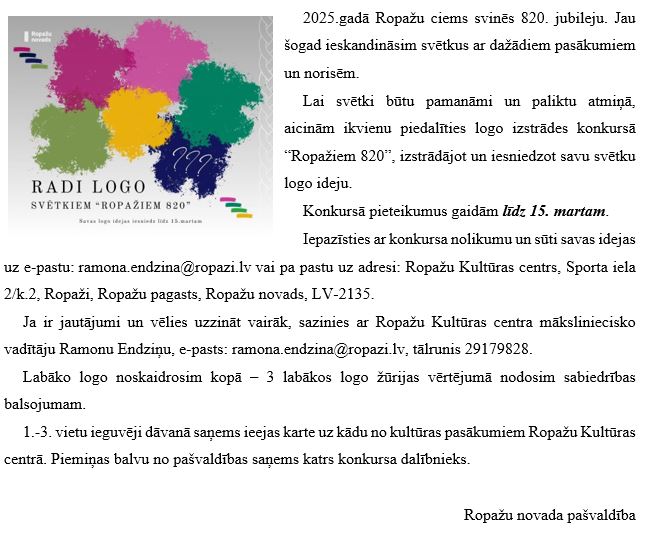 Ropažu
novads
RADI LOGO
SVĒTKIEM “ROPAŽIEM 820”
Savas logo idejas iesniedz līdz 15.martam
2025.gadā Ropažu ciems svinēs 820. jubileju. Jau
šogad ieskandināsim svētkus ar dažādiem pasākumiem
un norisēm.
Lai svētki būtu pamanāmi un paliktu atmiņā,
aicinām ikvienu piedalīties logo izstrādes konkursā
“Ropažiem 820”, izstrādājot un iesniedzot savu svētku
logo ideju.
Konkursā pieteikumus gaidām līdz 15. martam.
Iepazīsties ar konkursa nolikumu un sūti savas idejas
uz e-pastu: ramona.endzina@ropazi.lv vai pa pastu uz adresi: Ropažu Kultūras centrs, Sporta iela
2/k.2, Ropaži, Ropažu pagasts, Ropažu novads, LV-2135.
Ja ir jautājumi un vēlies uzzināt vairāk, sazinies ar Ropažu Kultūras centra māksliniecisko
vadītāju Ramonu Endziņu, e-pasts: ramona.endzina@ropazi.lv, tālrunis 29179828.
Labāko logo noskaidrosim kopā – 3 labākos logo žūrijas vērtējumā nodosim sabiedrības
balsojumam.
1.-3. vietu ieguvēji dāvanā saņems ieejas karte uz kādu no kultūras pasākumiem Ropažu Kultūras
centrā. Piemiņas balvu no pašvaldības saņems katrs konkursa dalībnieks.
Ropažu novada pašvaldība